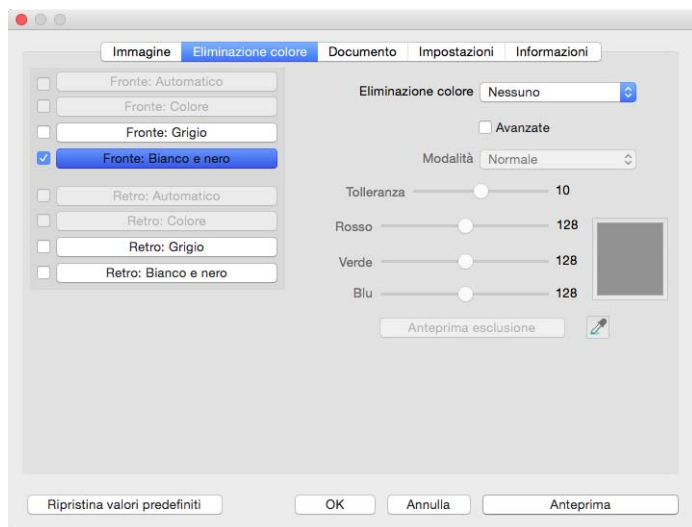 Immagine Eliminazione colore Documento Impostazioni Informazioni
Fronte: Automatico
Fronte: Colore
Fronte: Grigio
Fronte: Bianco e nero
Retro: Automatico
Retro: Colore
Retro: Grigio
Retro: Bianco e nero
Eliminazione colore Nessuno
Avanzate
Modalità Normale
Tolleranza 10
Rosso 128
Verde 128
Blu 128
Anteprima esclusione
Ripristina valori predefiniti OK Annulla Anteprima